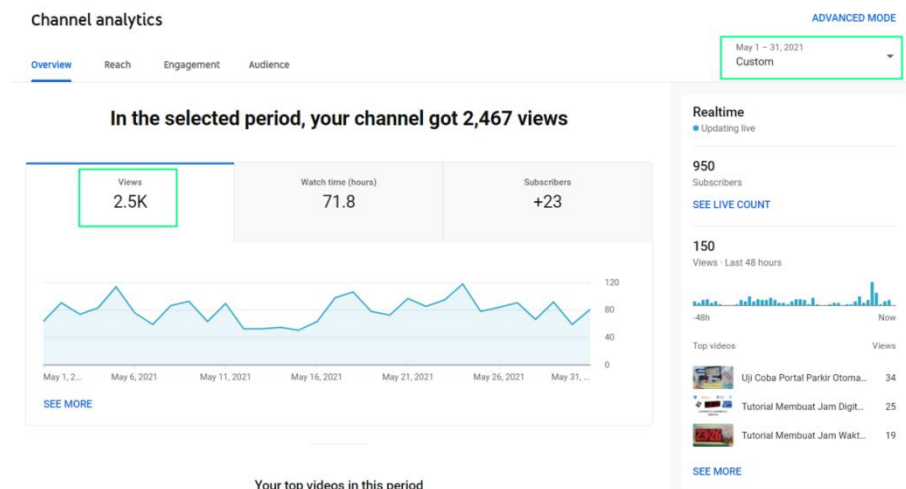 Channel analytics
ADVANCED MODE
Overview
Reach
Engagement
Audience
May 1 – 31, 2021
Custom
In the selected period, your channel got 2,467 views
Views
2.5K
Watch time (hours)
71.8
Subscribers
+23
120
80
40
0
May 1, 2...
May 6, 2021
May 11, 2021
May 16, 2021
May 21, 2021
May 26, 2021
May 31, ...
SEE MORE
Your top videos in this period
Realtime
Updating live
950
Subscribers
SEE LIVE COUNT
150
Views · Last 48 hours
-48h
Now
Top videos
Views
Uji Coba Portal Parkir Otoma...
34
Tutorial Membuat Jam Digit...
25
Tutorial Membuat Jam Wakt...
19
SEE MORE